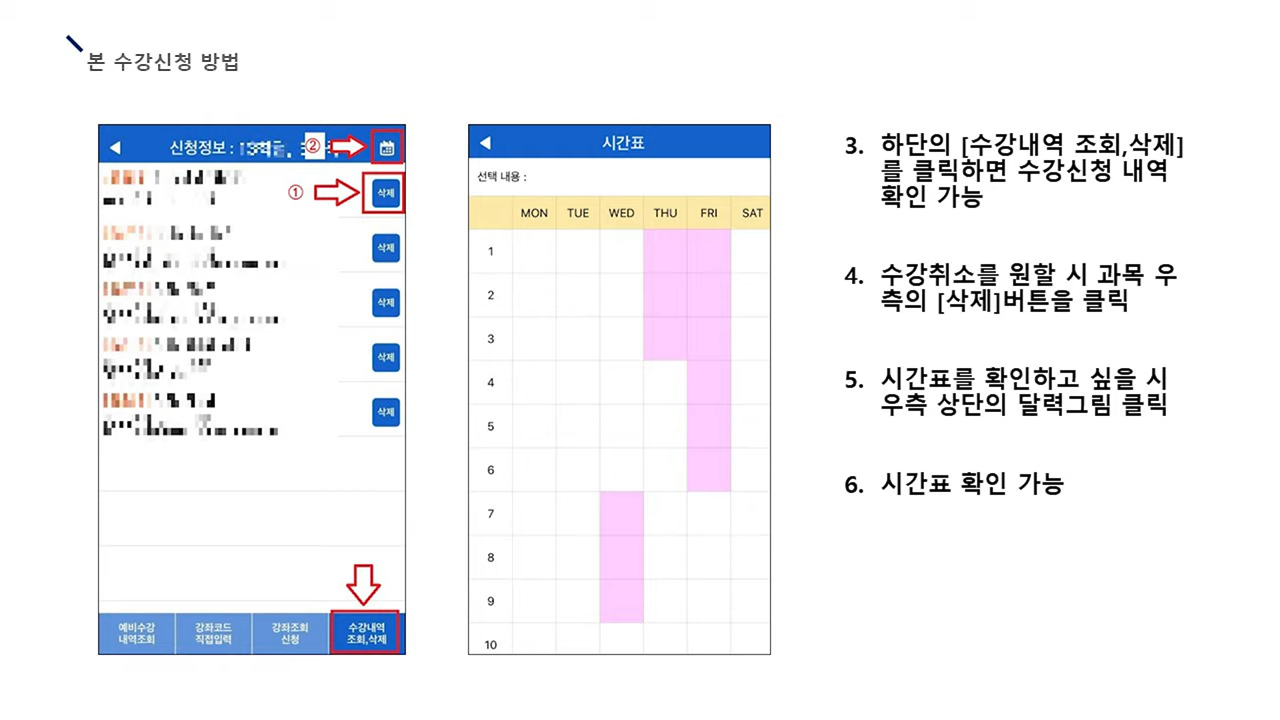 본 수강신청 방법
신청정보 :
②
①
삭제
삭제
삭제
삭제
삭제
예비수강
내역조회
강좌코드
직접입력
강좌조회
신청
수강내역
조회,삭제
시간표
선택 내용 :
MON TUE WED THU FRI SAT
1
2
3
4
5
6
7
8
9
10
3. 하단의 [수강내역 조회,삭제]
를 클릭하면 수강신청 내역
확인 가능
4. 수강취소를 원할 시 과목 우
측의 [삭제]버튼을 클릭
5. 시간표를 확인하고 싶을 시
우측 상단의 달력그림 클릭
6. 시간표 확인 가능